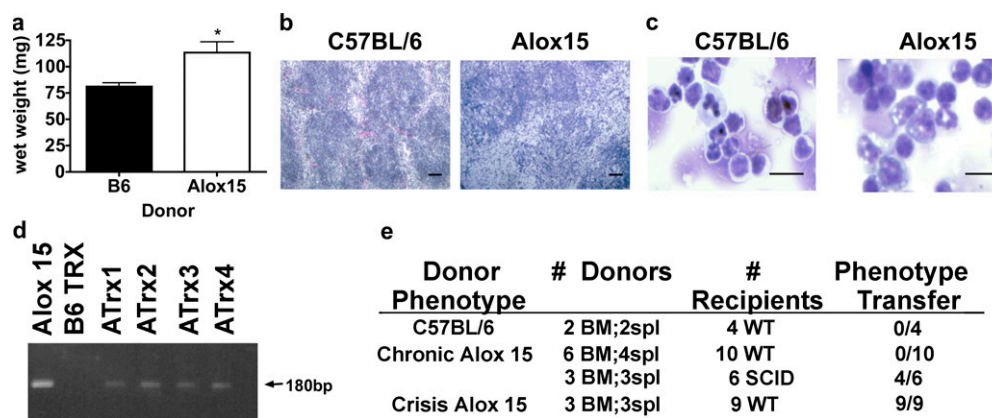 a
wet weight (mg)
125
100
75
50
25
0
B6
Alox15
Donor
*
b
C57BL/6
Alox15
c
C57BL/6
Alox15
d
Alox 15
B6 TRX
ATrx1
ATrx2
ATrx3
ATrx4
180bp
e
Donor Phenotype # Donors # Recipients Phenotype Transfer
C57BL/6 2 BM;2spl 4 WT 0/4
Chronic Alox 15 6 BM;4spl 10 WT 0/10
3 BM;3spl 6 SCID 4/6
Crisis Alox 15 3 BM;3spl 9 WT 9/9